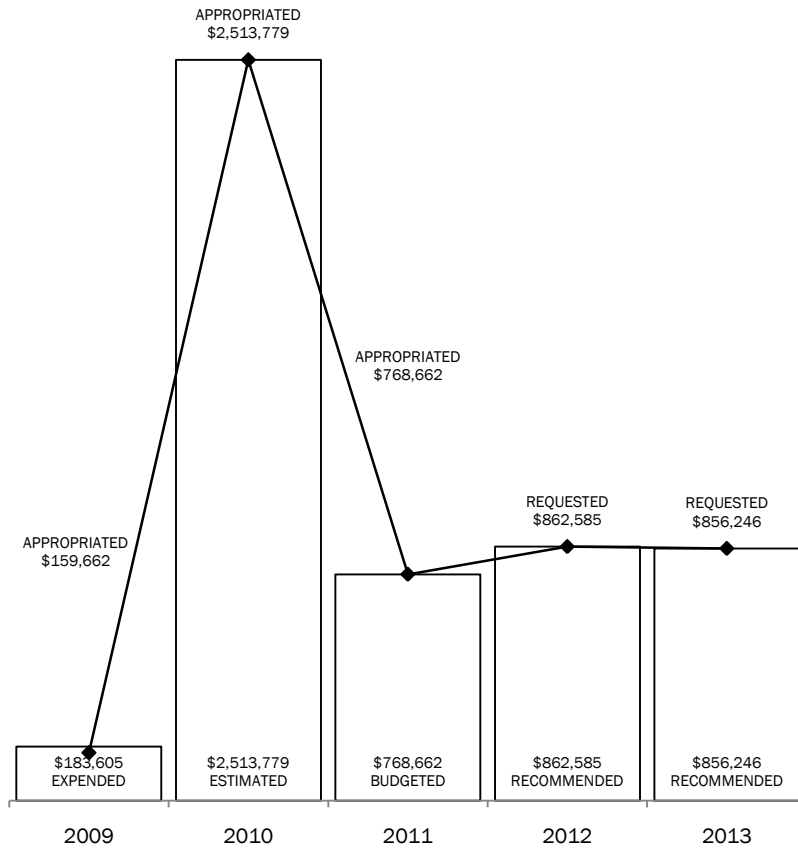 APPROPRIATED
$2,513,779
APPROPRIATED
$768,662
REQUESTED
$862,585
REQUESTED
$856,246
APPROPRIATED
$159,662
$183,605
EXPENDED
$2,513,779
ESTIMATED
$768,662
BUDGETED
$862,585
RECOMMENDED
$856,246
RECOMMENDED
2009
2010
2011
2012
2013